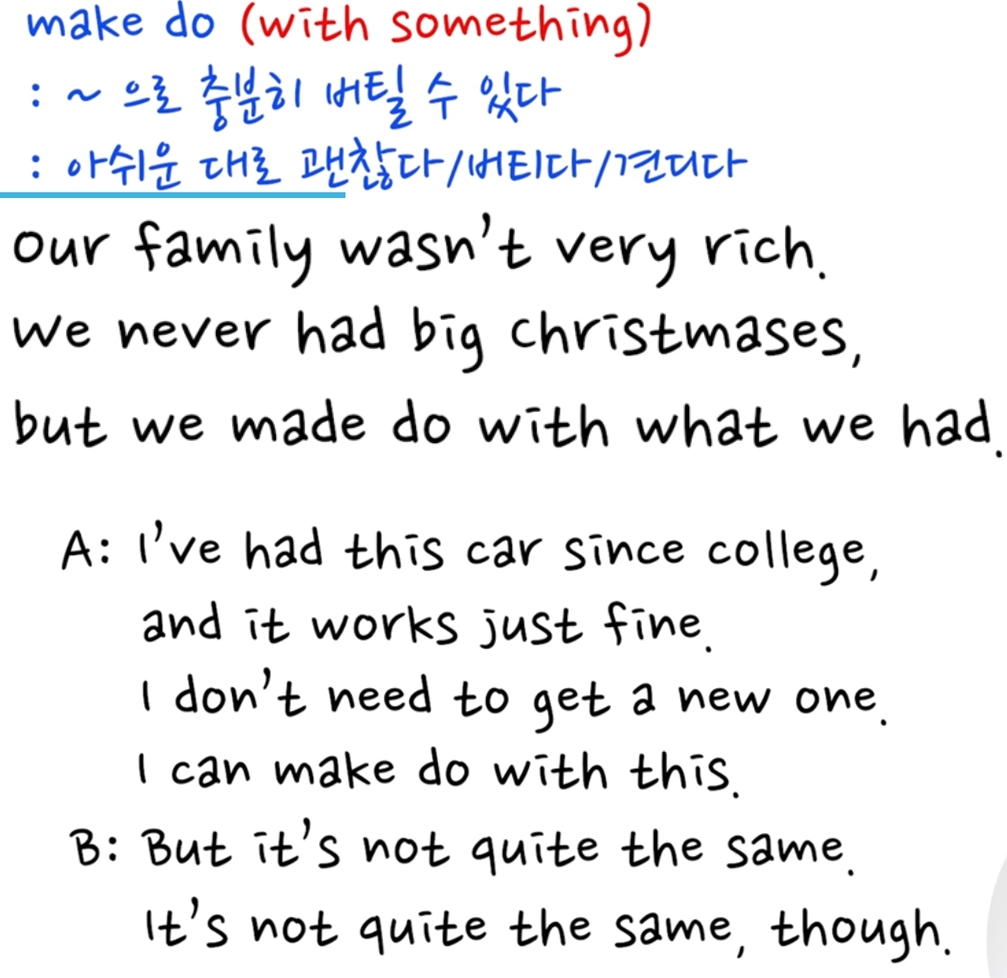 make do (with something)
: ~ 으로 충분히 버틸 수 있다
: 아쉬운 대로 괜찮다/버티다/견디다
our family wasn't very rich.
We never had big christmases,
but we made do with what we had.
A: I've had this car since college,
and it works just fine.
I don't need to get a new one.
I can make do with this.
B: But it's not quite the same.
It's not quite the same, though.